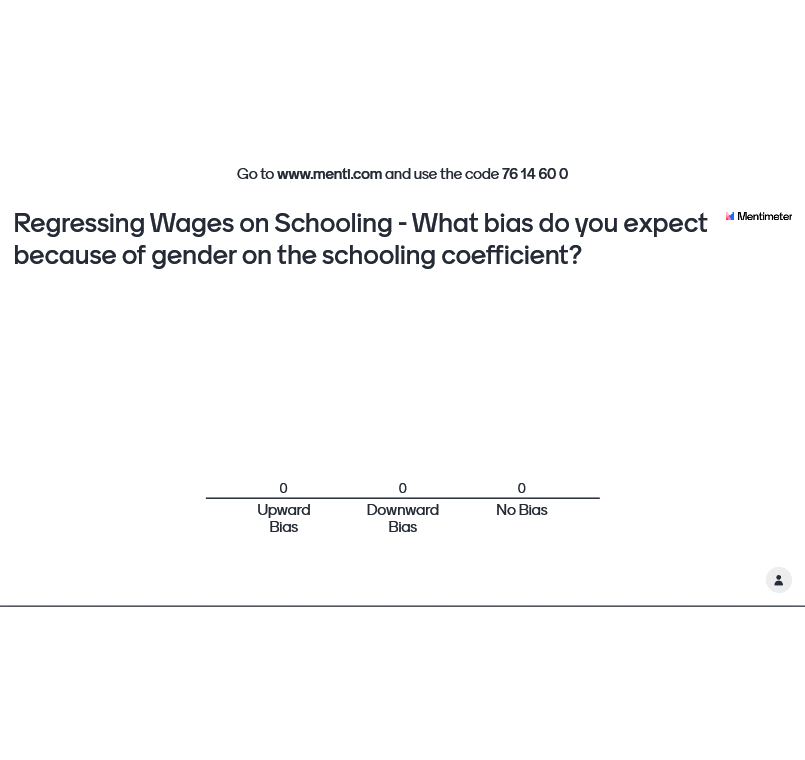 Go to www.menti.com and use the code 76 14 60 0
Regressing Wages on Schooling - What bias do you expect
because of gender on the schooling coefficient?
Mentimeter
0
0
0
Upward
Bias
Downward
Bias
No Bias